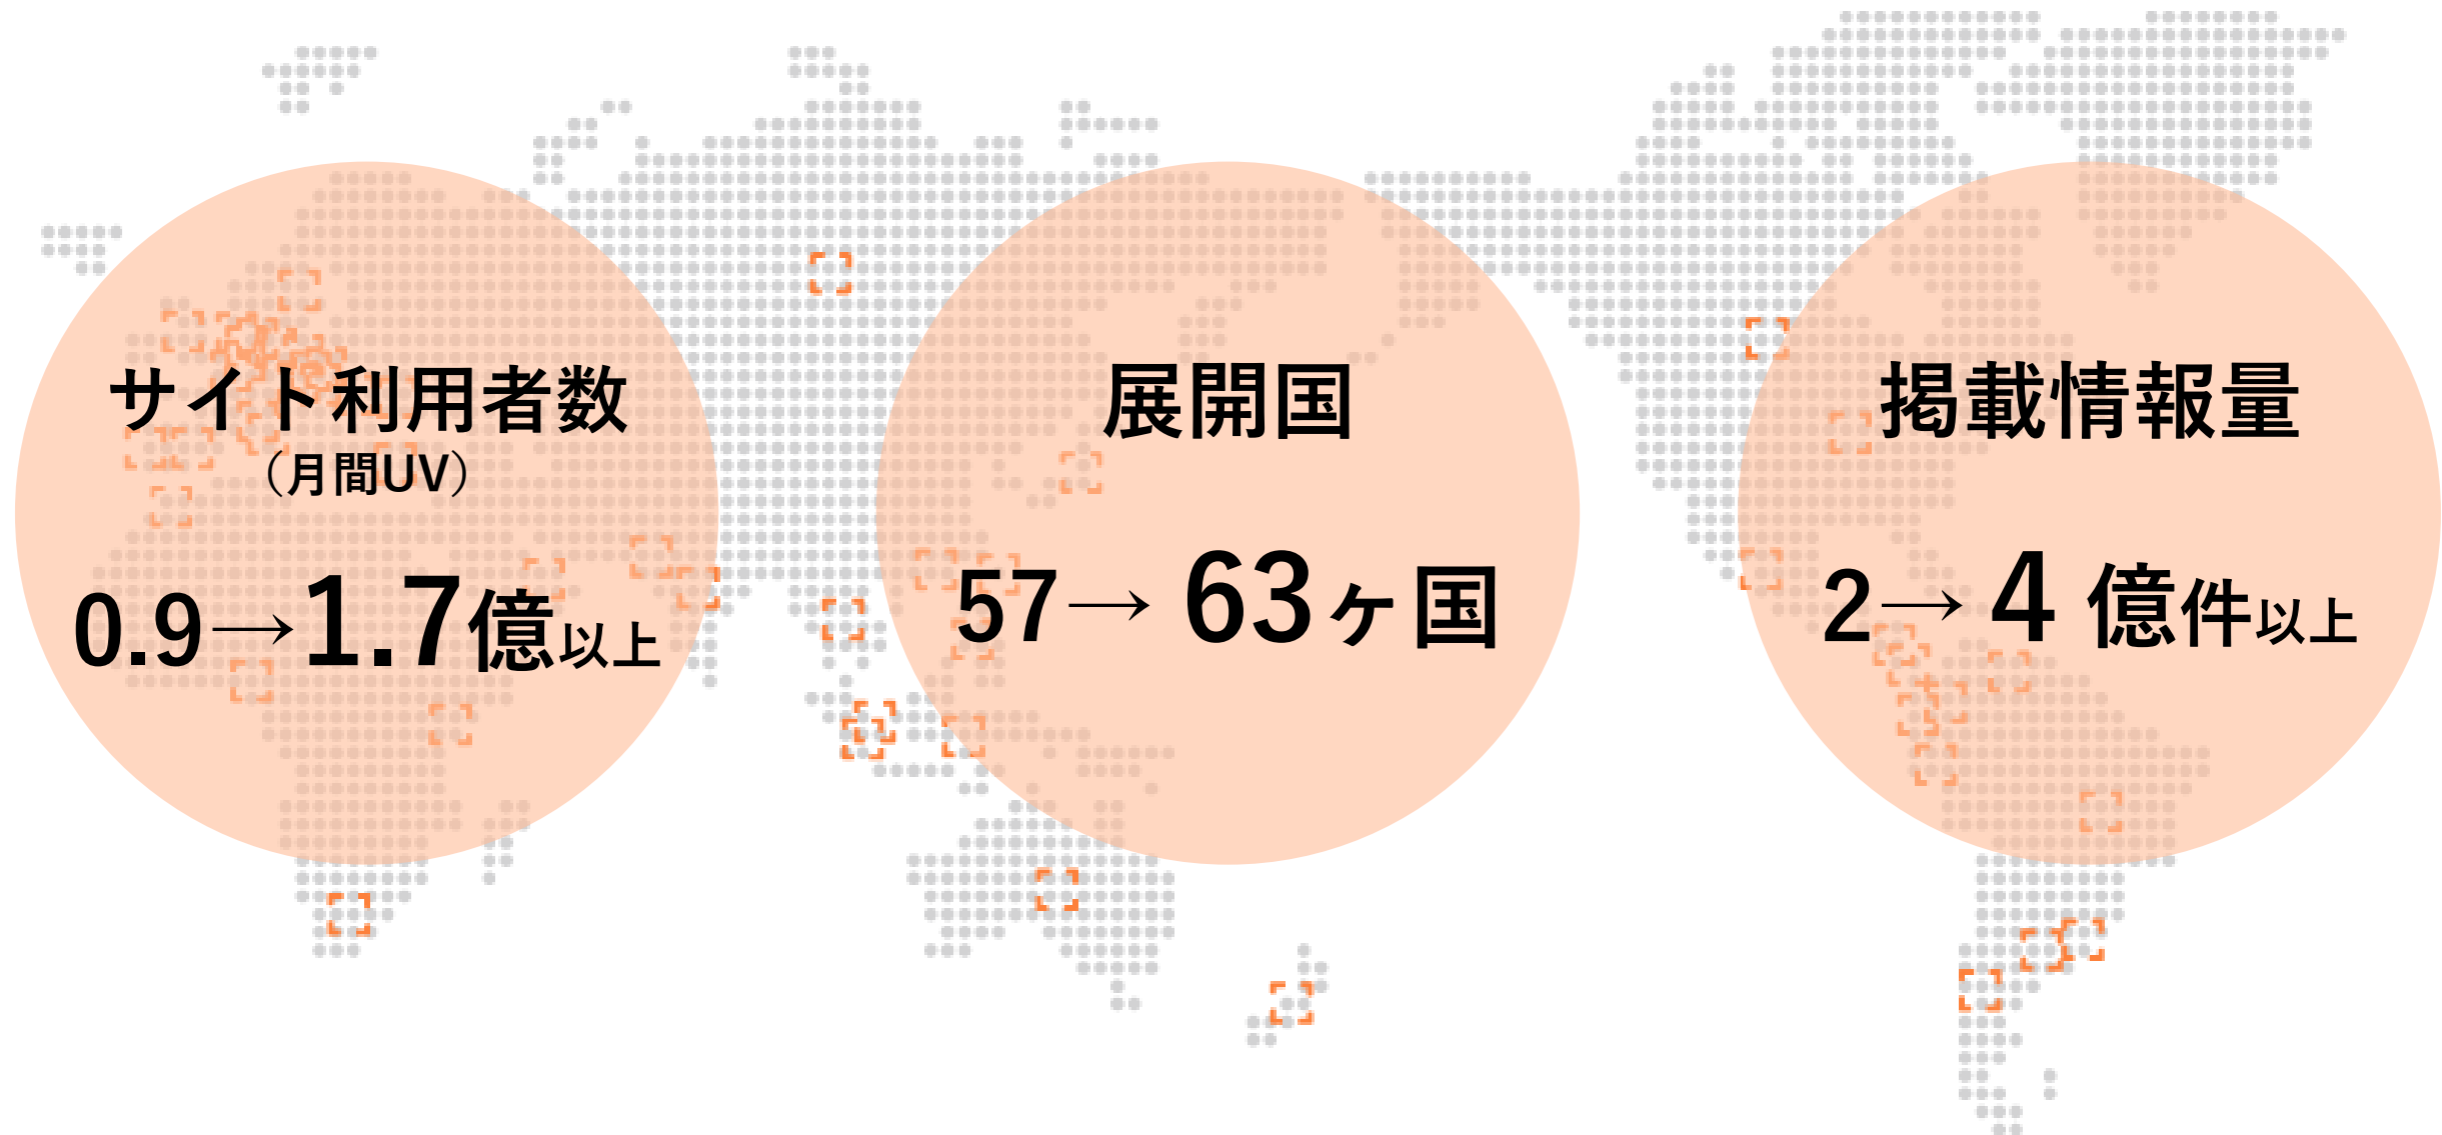 サイト利用者数
（月間UV）
0.9→1.7億以上
展開国
57→63ヶ国
掲載情報量
2→4 億件以上